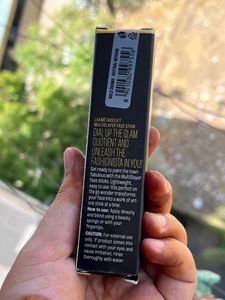 LAKMÉ FACELIFT
MULTISLAYER FACE STICK
DIAL UP THE GLAM
QUOTIENT AND
UNLEASH THE
FASHIONISTA IN YOU!
Get ready to paint the town
fabulous with the MultiSlayer
face sticks. Lightweight,
easy to use- this perfect on
the go wonder transforms
your face into a work of art-
one stick at a time.
How to use: Apply directly
and blend using a beauty
sponge or with your
fingertips.
CAUTION: For external use
only. If product comes into
contact with your eyes and
cause irritation, rinse
thoroughly with water.